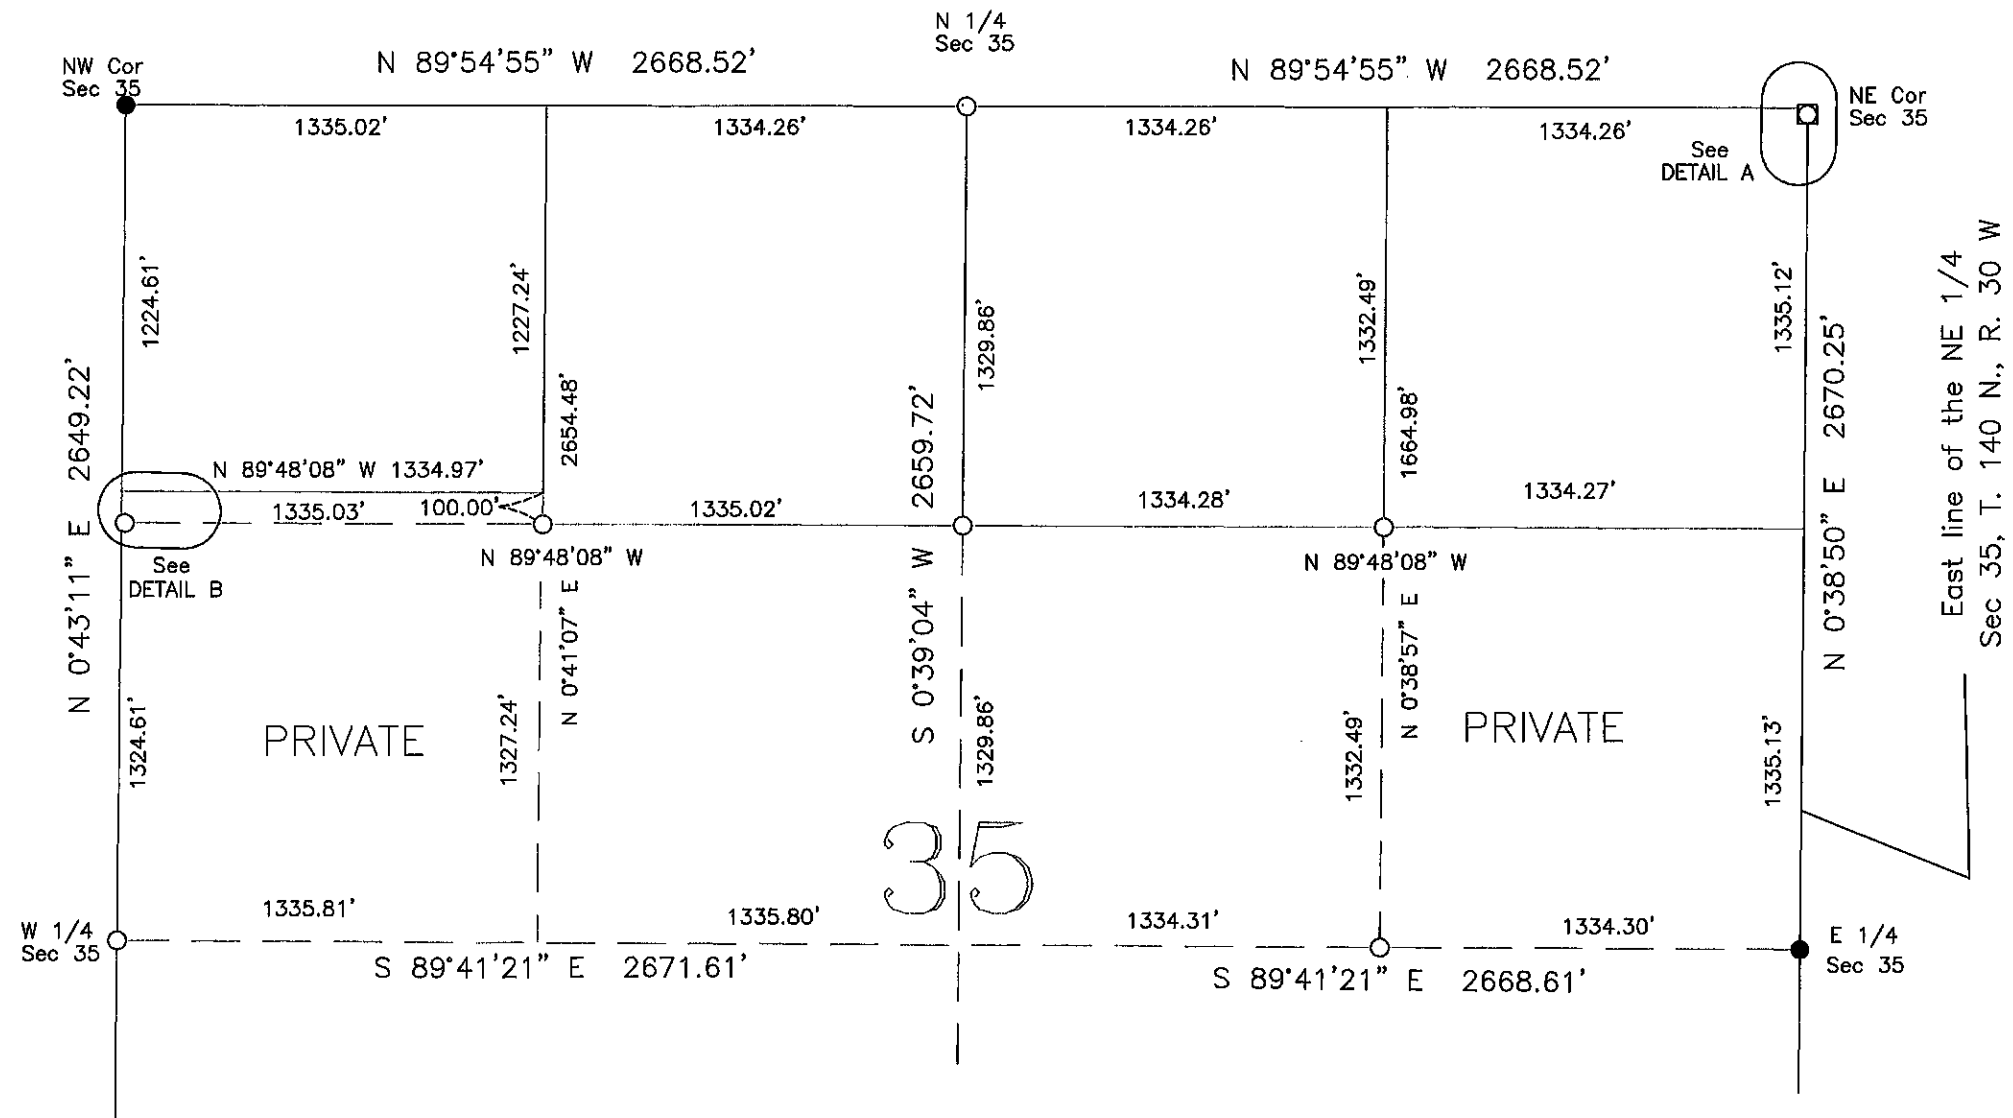 N 1/4
Sec 35
NW Cor
Sec 35
N 89°54'55" W 2668.52'
N 89°54'55" W 2668.52'
NE Cor
Sec 35
1335.02'
1334.26'
1334.26'
1334.26'
See
DETAIL A
1224.61'
1227.24'
1329.86'
1332.49'
1335.12'
N 0°43'11" E 2649.22'
2654.48'
S 0°39'04" W 2659.72'
1664.98'
N 0°38'50" E 2670.25'
East line of the NE 1/4
Sec 35, T. 140 N., R. 30 W
N 89°48'08" W 1334.97'
1335.03'
100.00'
1335.02'
1334.28'
1334.27'
See
DETAIL B
N 89°48'08" W
N 89°48'08" W
N 0°41'07" E
N 0°38'57" E
1324.61'
PRIVATE
1327.24'
1329.86'
1332.49'
PRIVATE
1335.13'
35
W 1/4
Sec 35
1335.81'
1335.80'
1334.31'
1334.30'
E 1/4
Sec 35
S 89°41'21" E 2671.61'
S 89°41'21" E 2668.61'